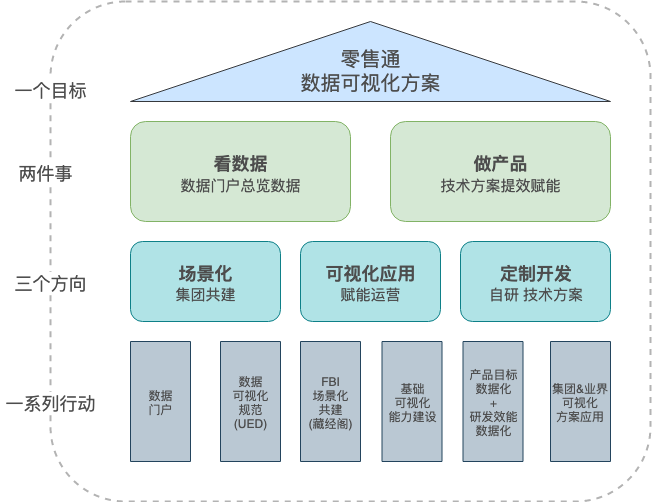 零售通
数据可视化方案
一个目标
两件事
看数据
数据门户总览数据
做产品
技术方案提效赋能
三个方向
场景化
集团共建
可视化应用
赋能运营
定制开发
自研 技术方案
一系列行动
数据
门户
数据
可视化
规范
(UED)
FBI
场景化
共建
(藏经阁)
基础
可视化
能力建设
产品目标
数据化
+
研发效能
数据化
集团&业界
可视化
方案应用